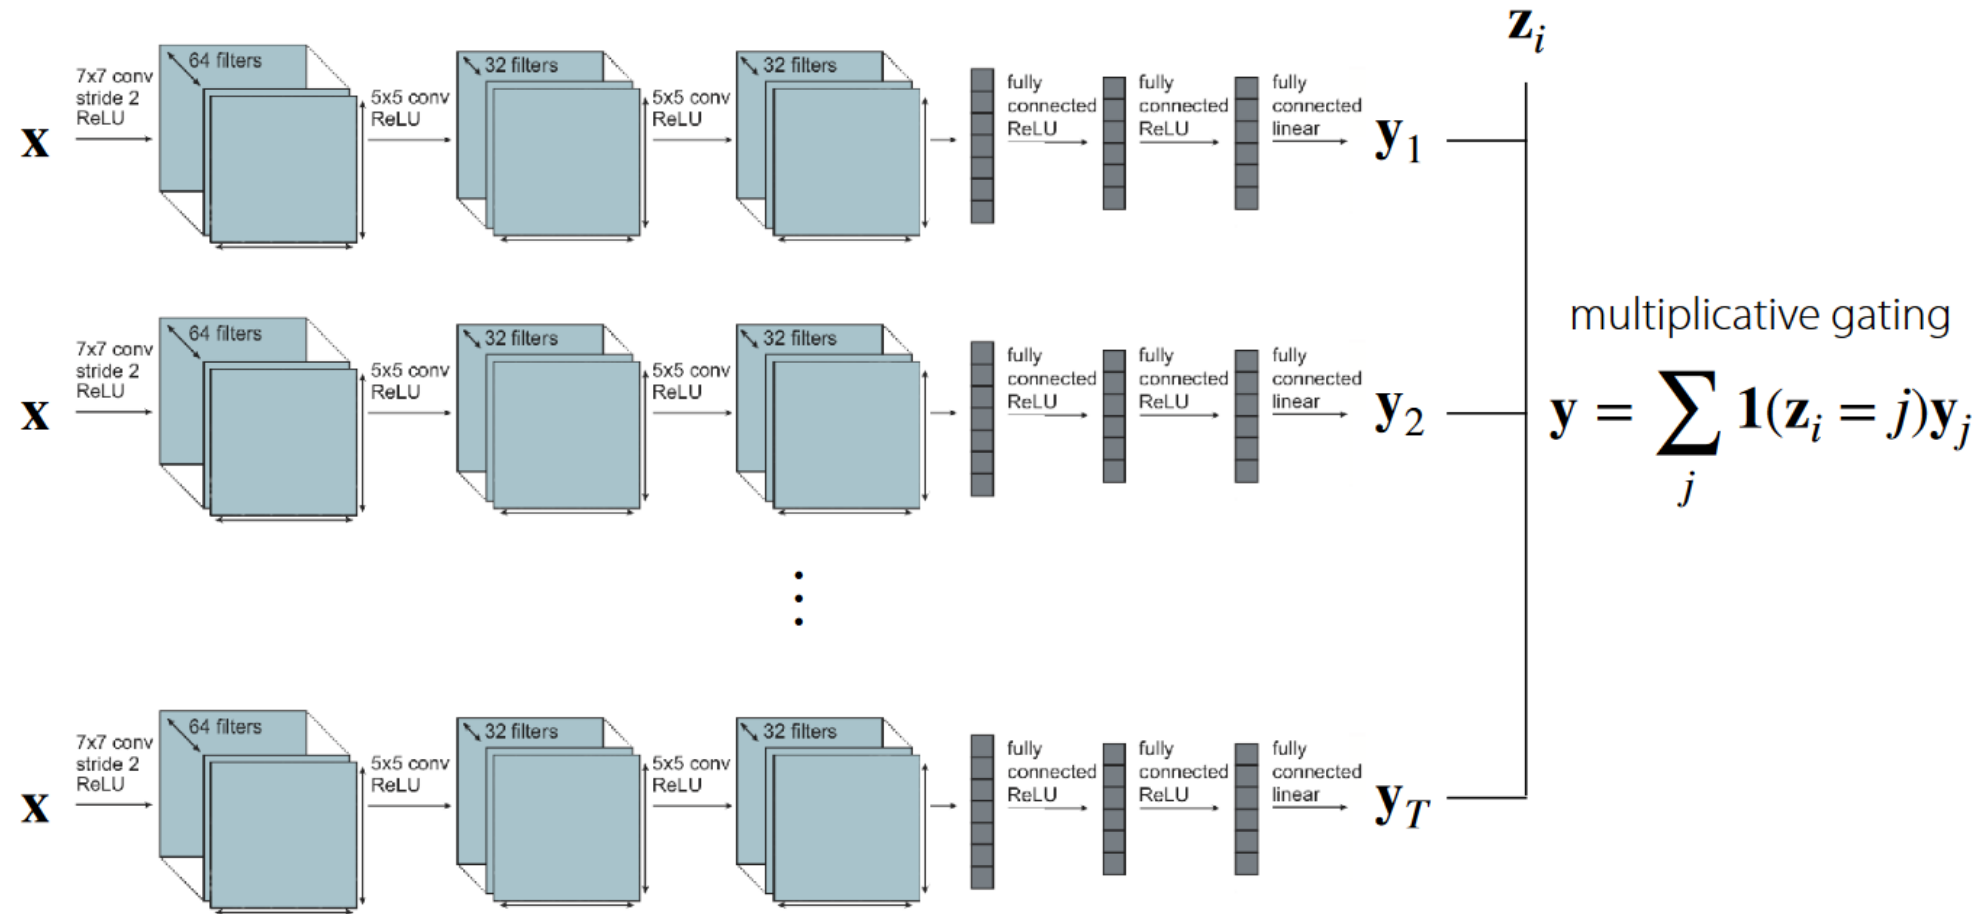 z_i
64 filters
32 filters
32 filters
7x7 conv
stride 2
ReLU
5x5 conv
ReLU
5x5 conv
ReLU
fully
connected
ReLU
fully
connected
ReLU
fully
connected
linear
x
y_1
64 filters
32 filters
32 filters
7x7 conv
stride 2
ReLU
5x5 conv
ReLU
5x5 conv
ReLU
fully
connected
ReLU
fully
connected
ReLU
fully
connected
linear
x
y_2
multiplicative gating
y = ∑_j 1(z_i = j)y_j
⋮
64 filters
32 filters
32 filters
7x7 conv
stride 2
ReLU
5x5 conv
ReLU
5x5 conv
ReLU
fully
connected
ReLU
fully
connected
ReLU
fully
connected
linear
x
y_T